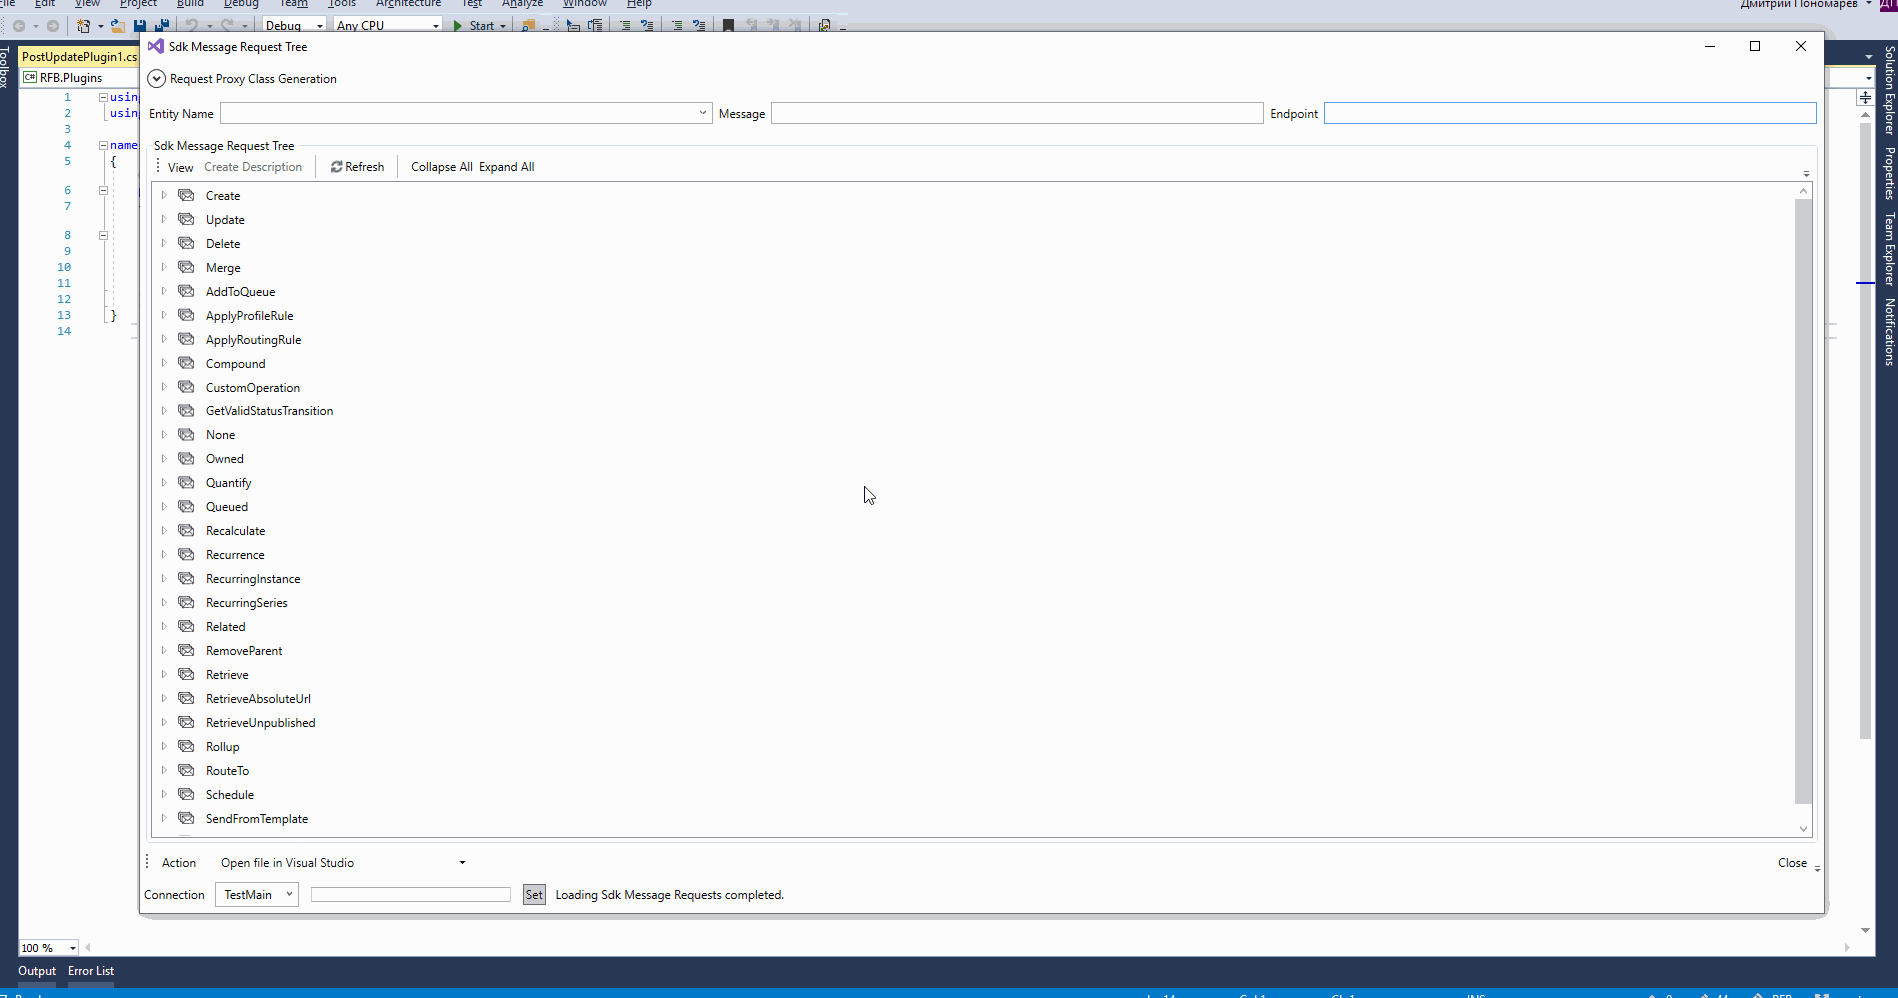 File Edit View Project Build Debug Team Tools Architecture Test Analyze Window Help
Дмитрий Пономарев
ДП
Debug Any CPU Start
Toolbox
PostUpdatePlugin1.cs
RFB.Plugins
1 usin
2 usin
3
4 name
5 {
6
7
8
9
10
11
12
13 }
14
Sdk Message Request Tree
Request Proxy Class Generation
Entity Name Message Endpoint
Sdk Message Request Tree
View Create Description Refresh Collapse All Expand All
Create
Update
Delete
Merge
AddToQueue
ApplyProfileRule
ApplyRoutingRule
Compound
CustomOperation
GetValidStatusTransition
None
Owned
Quantify
Queued
Recalculate
Recurrence
RecurringInstance
RecurringSeries
Related
RemoveParent
Retrieve
RetrieveAbsoluteUrl
RetrieveUnpublished
Rollup
RouteTo
Schedule
SendFromTemplate
Action Open file in Visual Studio Close
Connection TestMain Set Loading Sdk Message Requests completed.
Solution Explorer
Properties
Team Explorer
Notifications
100 %
Output Error List